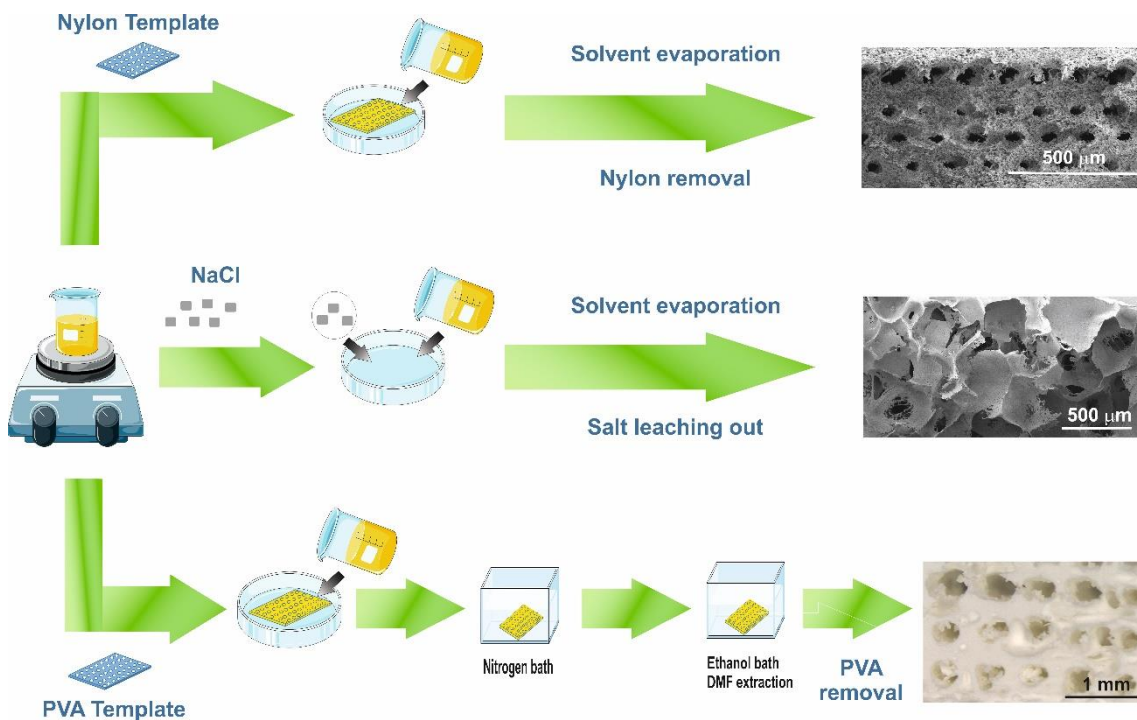 Nylon Template
Solvent evaporation
Nylon removal
500 μm
NaCl
Solvent evaporation
Salt leaching out
500 μm
Nitrogen bath
Ethanol bath
DMF extraction
PVA
removal
1 mm
PVA Template